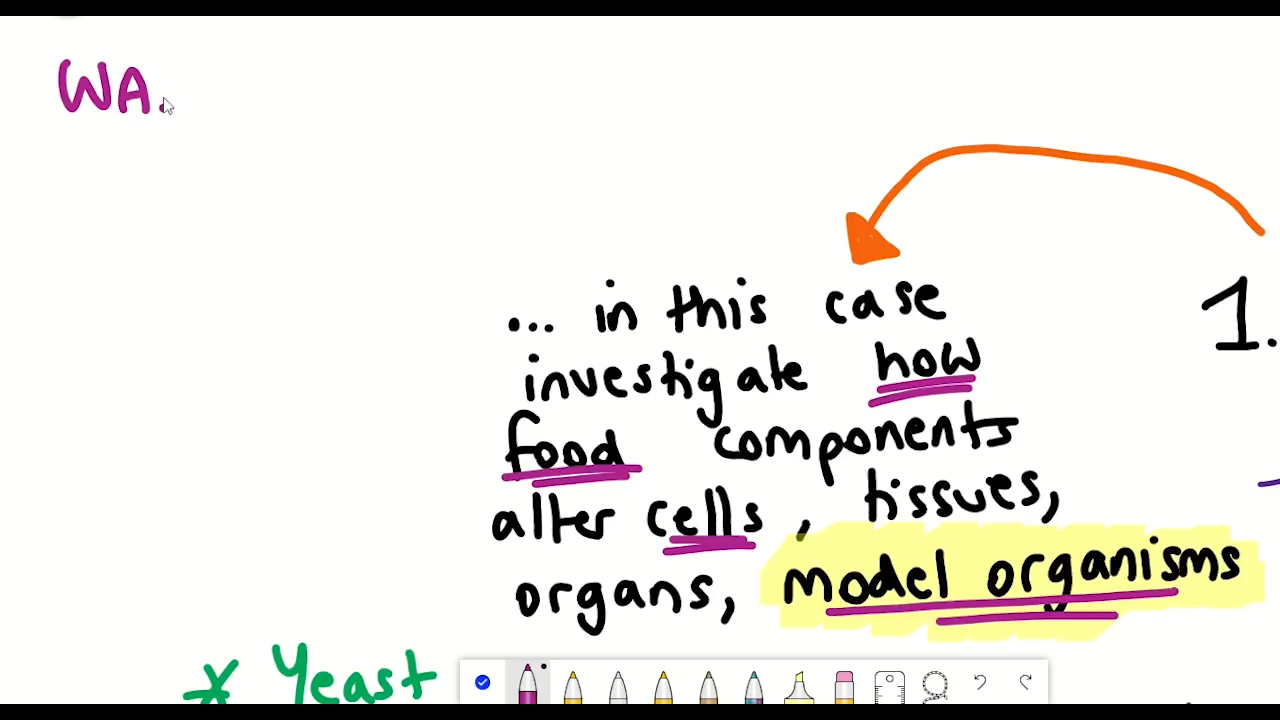 WA.
1.
... in this case
investigate how
food components
alter cells, tissues,
organs, model organisms
* Yeast